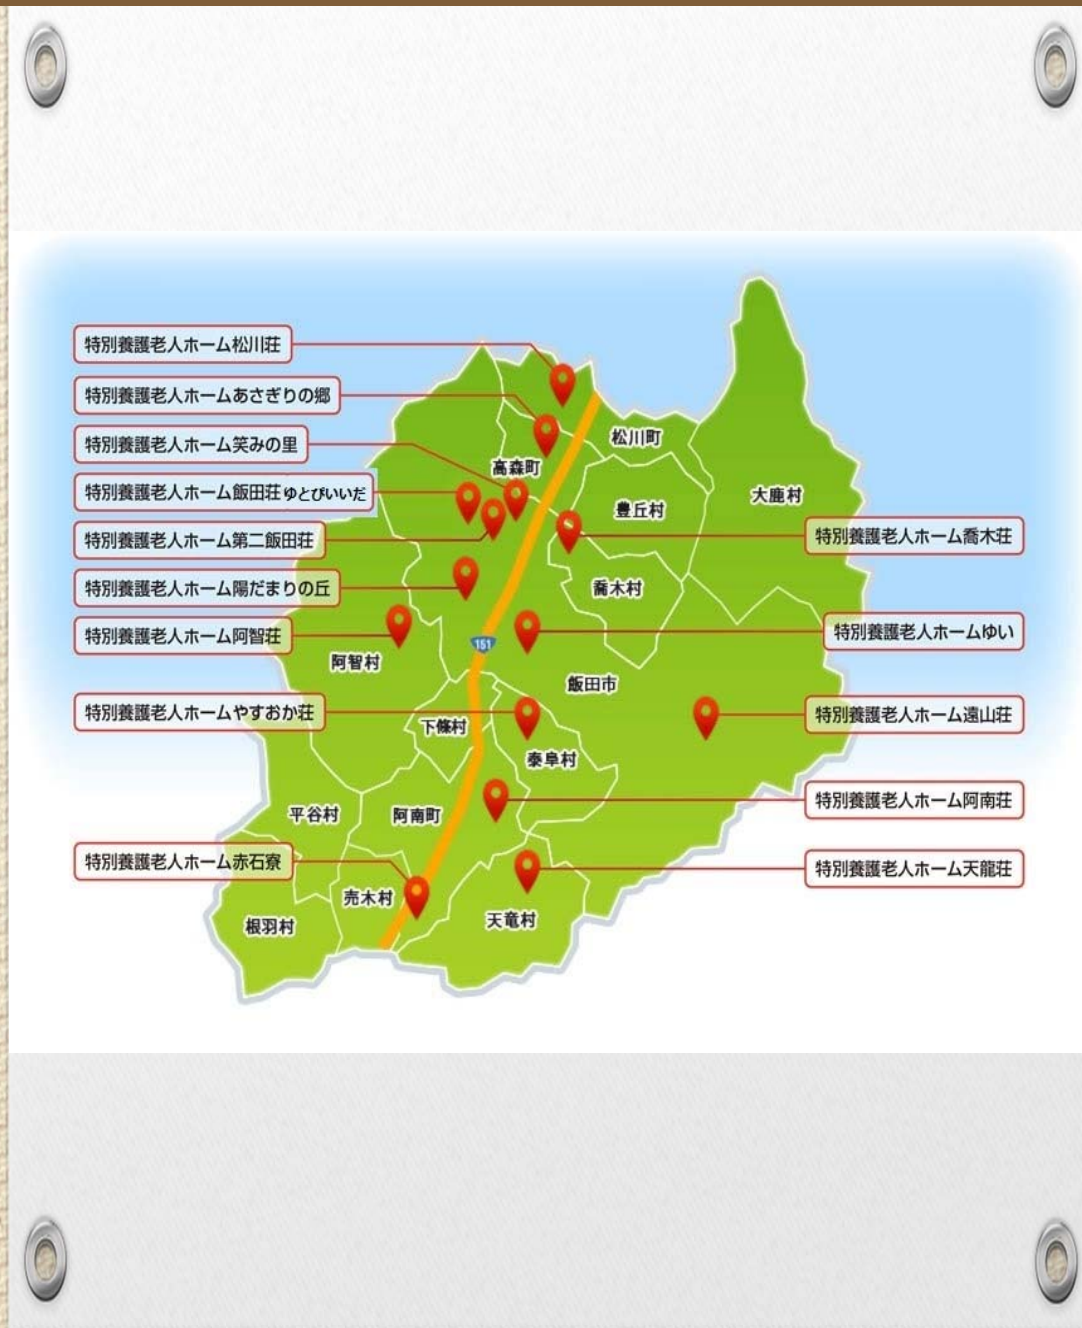 特別養護老人ホーム松川荘
特別養護老人ホームあさぎりの郷
特別養護老人ホーム笑みの里
特別養護老人ホーム飯田荘 ゆとぴいいだ
特別養護老人ホーム第二飯田荘
特別養護老人ホーム陽だまりの丘
特別養護老人ホーム阿智荘
特別養護老人ホームやすおか荘
特別養護老人ホーム赤石寮
松川町
高森町
大鹿村
豊丘村
喬木村
151
阿智村
飯田市
下條村
泰阜村
平谷村
阿南町
売木村
天竜村
根羽村
特別養護老人ホーム喬木荘
特別養護老人ホームゆい
特別養護老人ホーム遠山荘
特別養護老人ホーム阿南荘
特別養護老人ホーム天龍荘